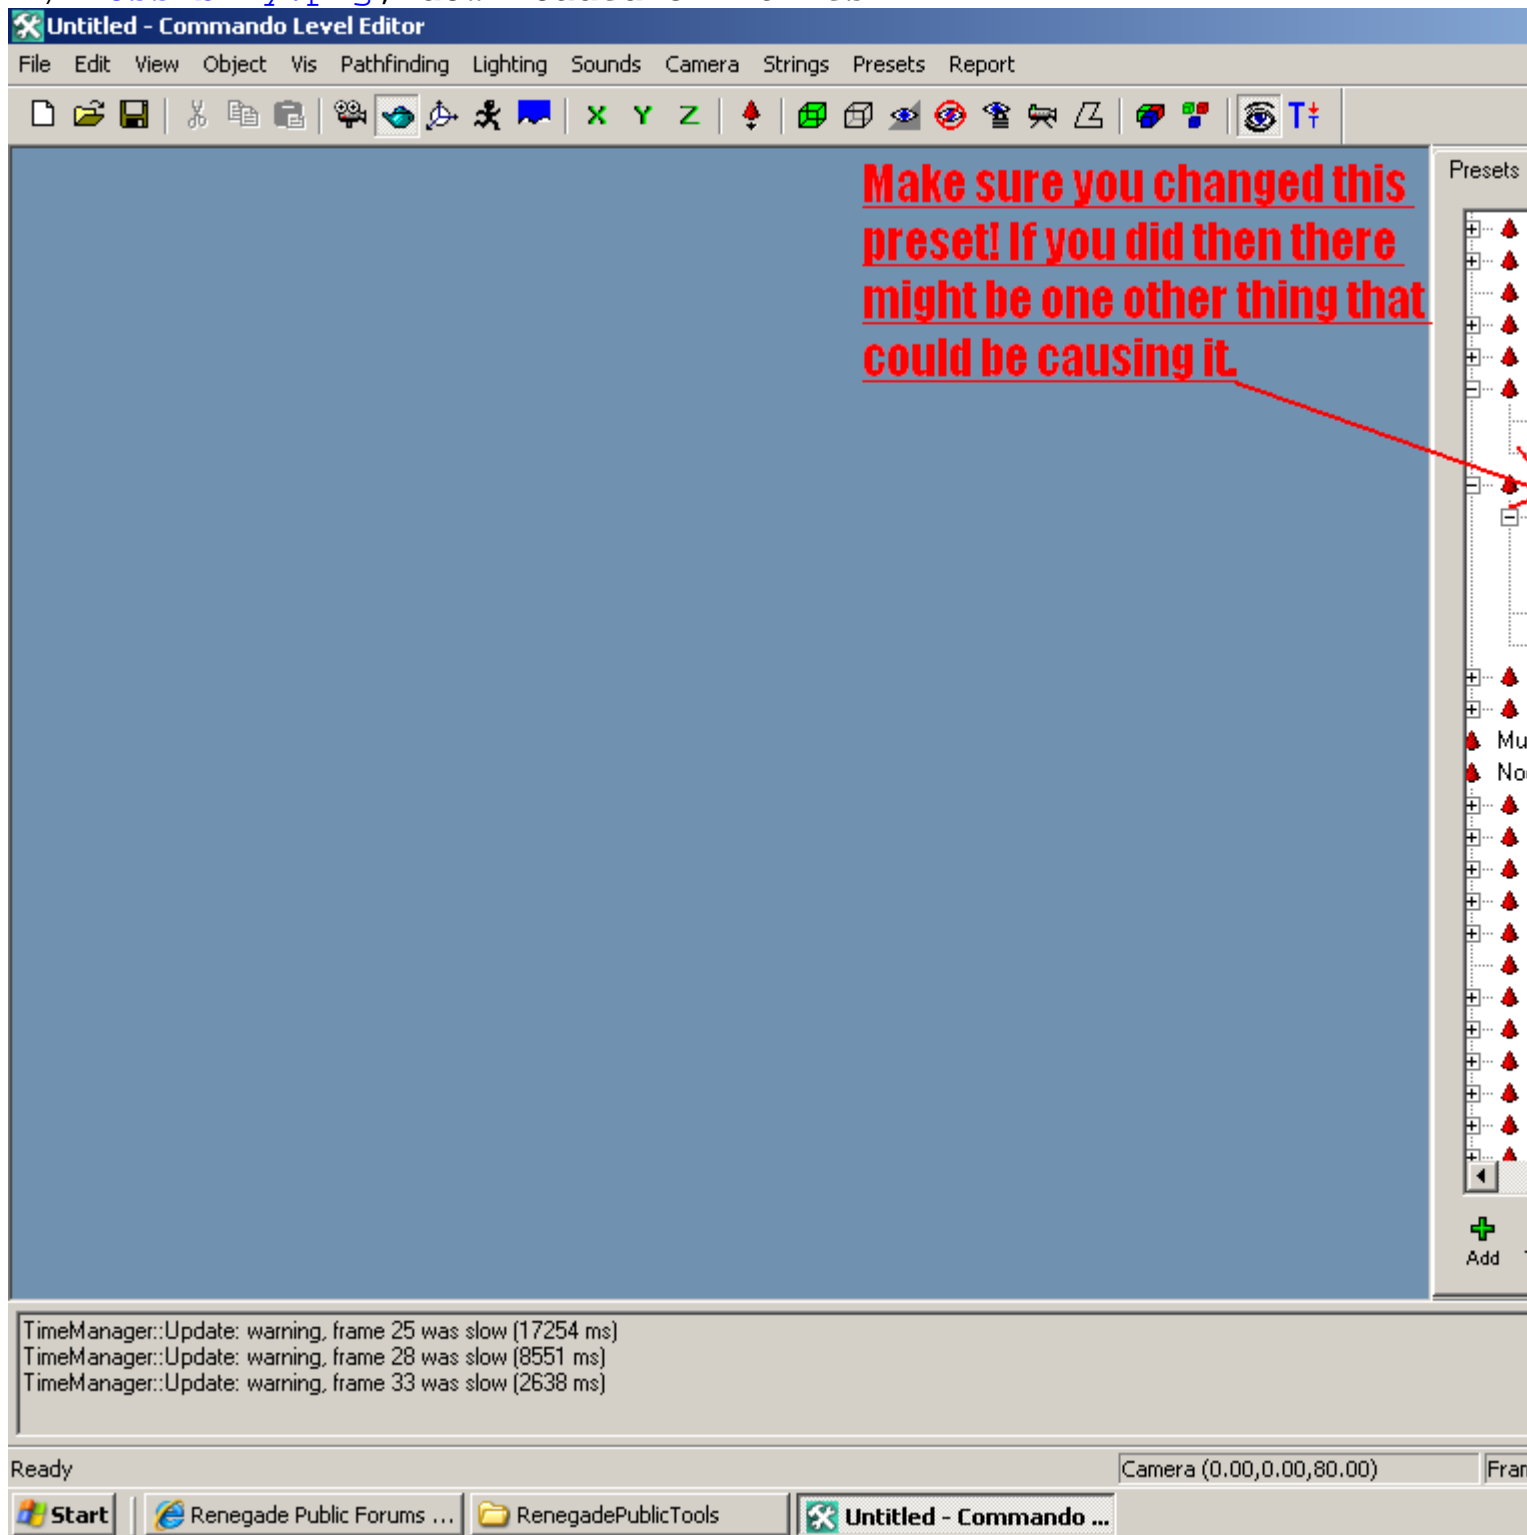 Untitled - Commando Level Editor
File Edit View Object Vis Pathfinding Lighting Sounds Camera Strings Presets Report
X Y Z T
Make sure you changed this
preset! If you did then there
might be one other thing that
could be causing it.
Presets
Mu
No
Add
TimeManager::Update: warning, frame 25 was slow (17254 ms)
TimeManager::Update: warning, frame 28 was slow (8551 ms)
TimeManager::Update: warning, frame 33 was slow (2638 ms)
Ready
Camera (0.00,0.00,80.00)
Fram
Start
Renegade Public Forums ...
RenegadePublicTools
Untitled - Commando ...